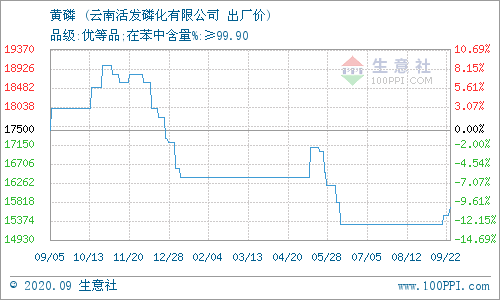 黄磷 (云南活发磷化有限公司 出厂价)
品级:优等品;在苯中含量%:≥99.90
生意社
100PPI.COM
19370 10.69%
18926 8.15%
18482 5.61%
18038 3.07%
17500 0.00%
17150 -2.00%
16706 -4.54%
16262 -7.07%
15818 -9.61%
15374 -12.15%
14930 -14.69%
09/05 10/13 11/20 12/28 02/04 03/13 04/20 05/28 07/05 08/12 09/22
© 2020.09 生意社 www.100PPI.com